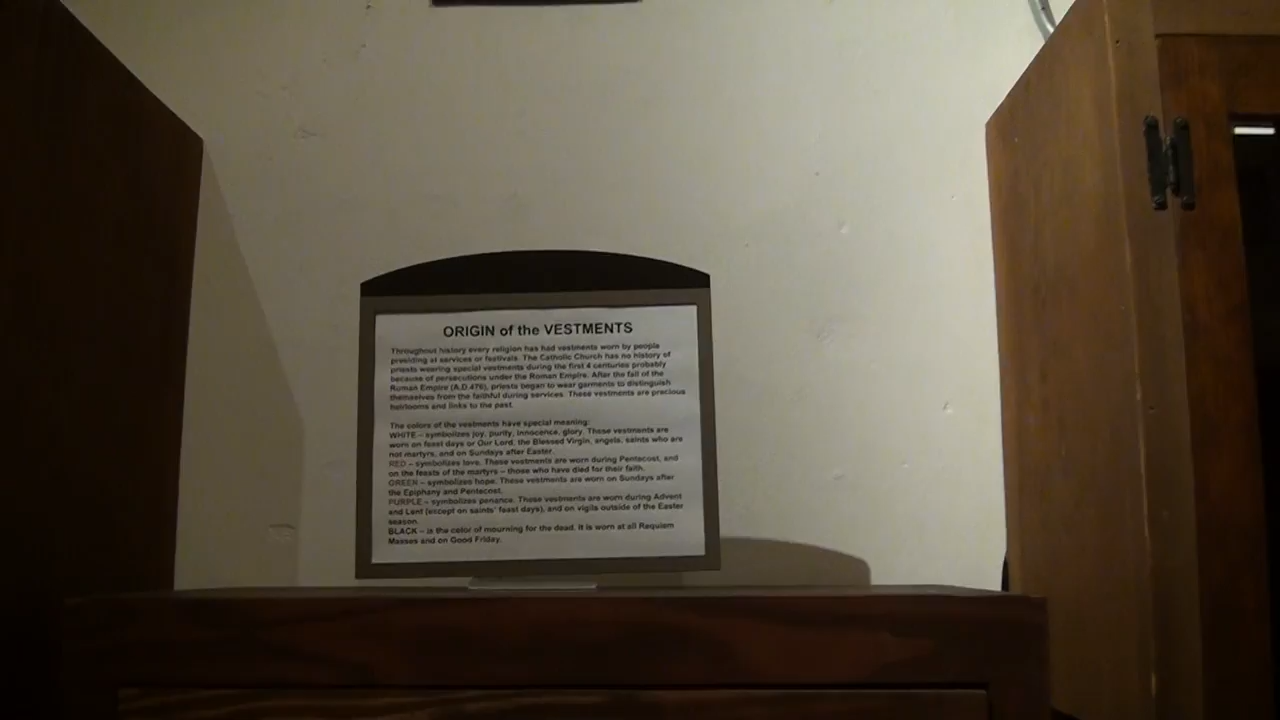 ORIGIN of the VESTMENTS
Throughout history every religion has had vestments worn by people
presiding at services or festivals. The Catholic Church has no history of
priests wearing special vestments during the first 4 centuries probably
because of persecutions under the Roman Empire. After the fall of the
Roman Empire (A.D.476), priests began to wear garments to distinguish
themselves from the faithful during services. These vestments are precious
heirlooms and links to the past.
The colors of the vestments have special meaning:
WHITE – symbolizes joy, purity, innocence, glory. These vestments are
worn on feast days or Our Lord, the Blessed Virgin, angels, saints who are
not martyrs, and on Sundays after Easter.
RED – symbolizes love. These vestments are worn during Pentecost, and
on the feasts of the martyrs – those who have died for their faith.
GREEN – symbolizes hope. These vestments are worn on Sundays after
the Epiphany and Pentecost.
PURPLE – symbolizes penance. These vestments are worn during Advent
and Lent (except on saints' feast days), and on vigils outside of the Easter
season.
BLACK – is the color of mourning for the dead. It is worn at all Requiem
Masses and on Good Friday.